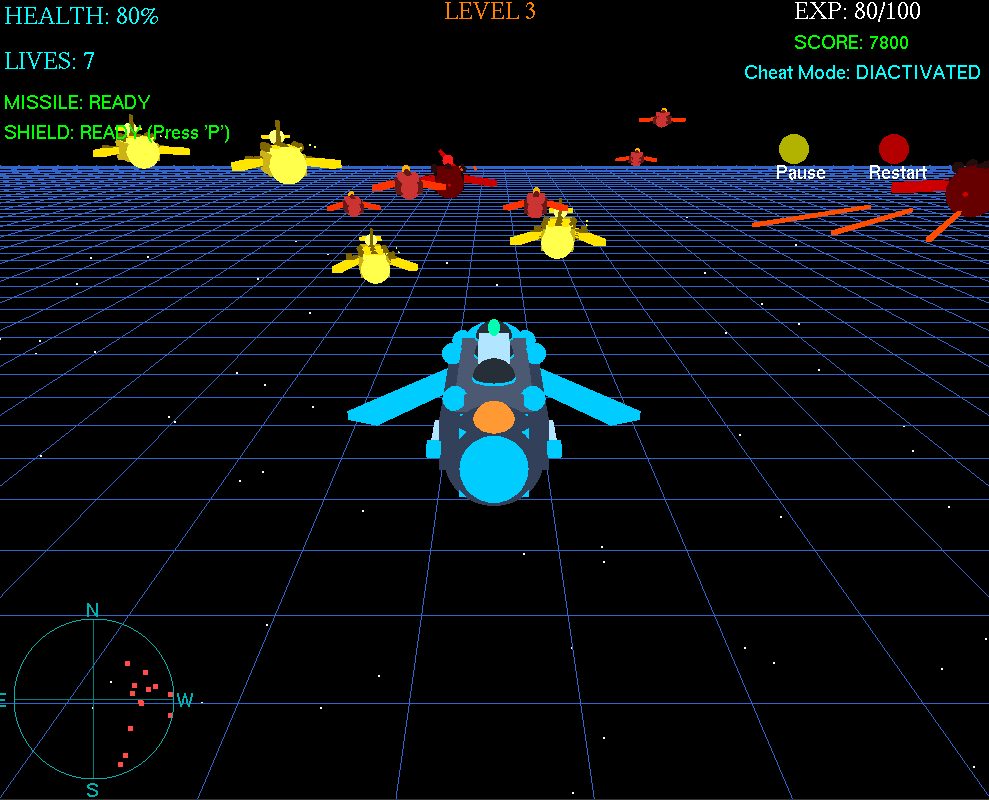 HEALTH: 80%
LEVEL 3
EXP: 80/100
SCORE: 7800
LIVES: 7
Cheat Mode: DIACTIVATED
MISSILE: READY
SHIELD: READY (Press 'P')
Pause
Restart
N
E
W
S